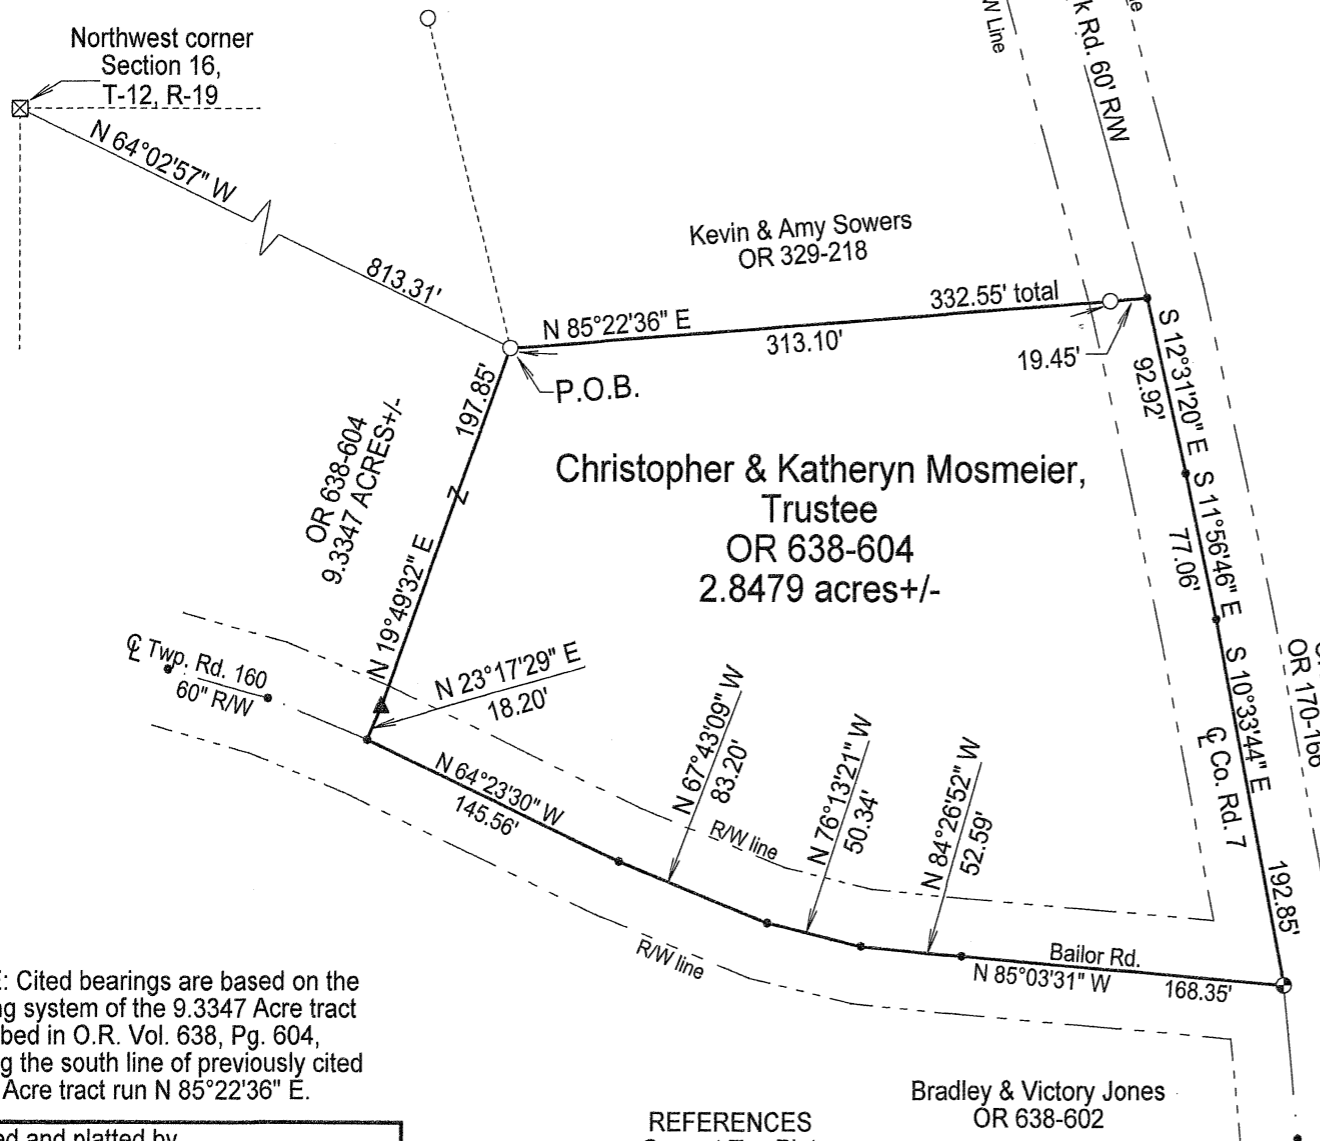 Northwest corner
Section 16,
T-12, R-19
N 64°02'57" W
813.31'
W Line
k Rd. 60' R/W
Kevin & Amy Sowers
OR 329-218
332.55' total
N 85°22'36" E
313.10'
19.45'
P.O.B.
S 12°31'20" E
92.92'
197.85'
OR 638-604
9.3347 ACRES+/-
N 19°49'32" E
Christopher & Katheryn Mosmeier,
Trustee
OR 638-604
2.8479 acres+/-
S 11°56'46" E
77.06'
℄ Twp. Rd. 160
60" R/W
N 23°17'29" E
18.20'
S 10°33'44" E
℄ Co. Rd. 7
192.85'
OR 170-166
N 64°23'30" W
145.56'
N 67°43'09" W
83.20'
R/W line
N 76°13'21" W
50.34'
N 84°26'52" W
52.59'
R/W line
Bailor Rd.
N 85°03'31" W
168.35'
E: Cited bearings are based on the
ng system of the 9.3347 Acre tract
bed in O.R. Vol. 638, Pg. 604,
g the south line of previously cited
Acre tract run N 85°22'36" E.
Bradley & Victory Jones
OR 638-602
REFERENCES
ed and platted by